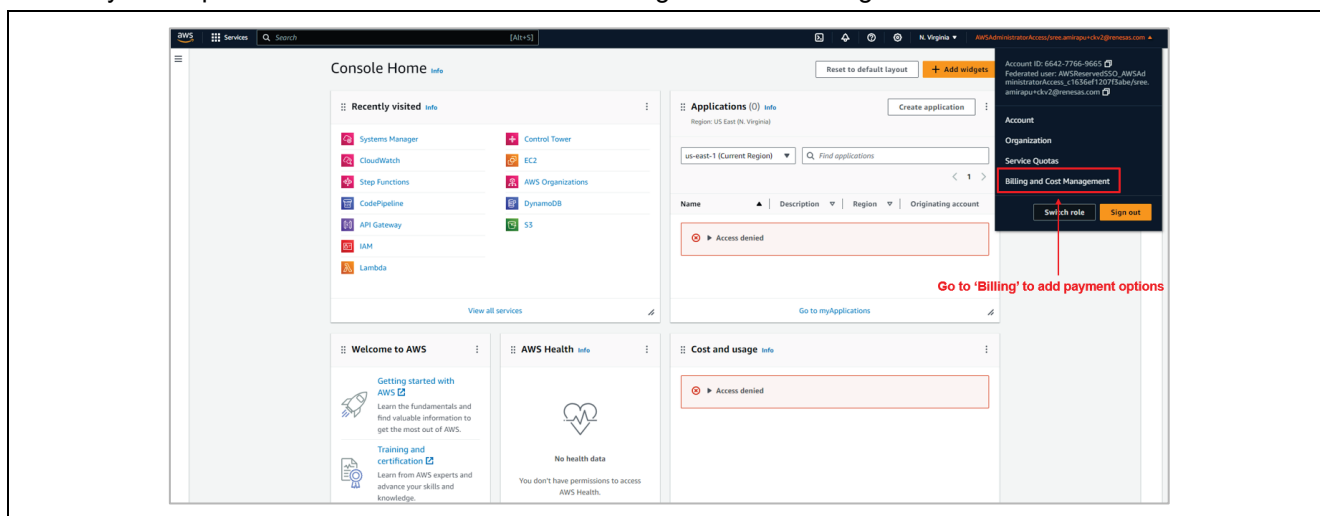 aws Services Search [Alt+S] N. Virginia ▼ AWSAdministratorAccess/sree.amirapu+ckv2@renesas.com ▲
Account ID: 6642-7766-9665
Federated user: AWSReservedSSO_AWSAd
ministratorAccess_c1636ef1207f3abe/sree.
amirapu+ckv2@renesas.com
Account
Organization
Service Quotas
Billing and Cost Management
Switch role Sign out
Go to ‘Billing’ to add payment options
Console Home Info
Reset to default layout + Add widgets
Recently visited Info
Systems Manager
CloudWatch
Step Functions
CodePipeline
API Gateway
IAM
Lambda
Control Tower
EC2
AWS Organizations
DynamoDB
S3
View all services
Applications (0) Info
Create application
Region: US East (N. Virginia)
us-east-1 (Current Region) ▼ Find applications
< 1 >
Name ▲ Description ▽ Region ▽ Originating account
Access denied
Go to myApplications
Welcome to AWS
Getting started with
AWS
Learn the fundamentals and
find valuable information to
get the most out of AWS.
Training and
certification
Learn from AWS experts and
advance your skills and
knowledge.
AWS Health Info
No health data
You don't have permissions to access
AWS Health.
Cost and usage Info
Access denied